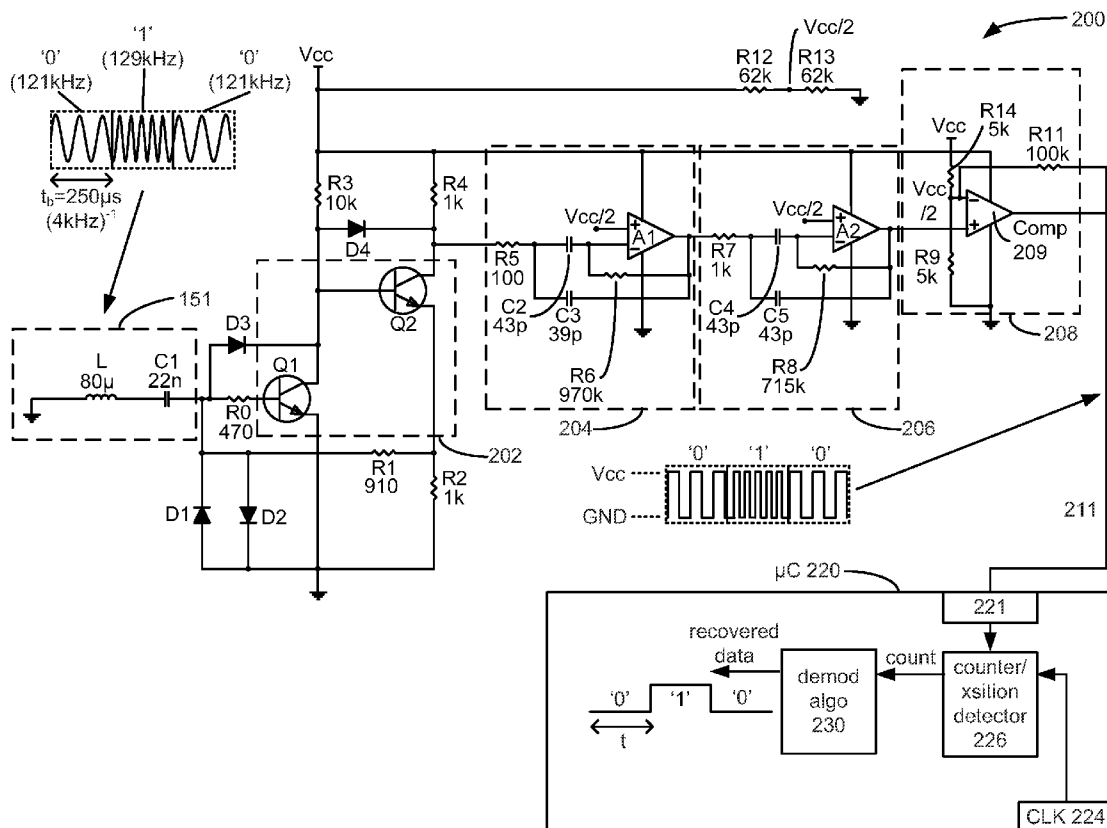 200
'0'
(121kHz)
'1'
(129kHz)
'0'
(121kHz)
t_b=250µs
(4kHz)⁻¹
Vcc
Vcc/2
R12
62k
R13
62k
R14
5k
R11
100k
Vcc
Vcc
/2
R9
5k
Comp
209
208
R3
10k
R4
1k
D4
Q2
R5
100
C2
43p
C3
39p
Vcc/2
A1
R6
970k
204
R7
1k
C4
43p
C5
43p
Vcc/2
A2
R8
715k
206
151
L
80µ
C1
22n
D3
R0
470
Q1
202
R1
910
R2
1k
D1
D2
Vcc
GND
'0'
'1'
'0'
211
µC 220
221
recovered
data
'0'
'1'
'0'
t
demod
algo
230
count
counter/
xsition
detector
226
CLK 224